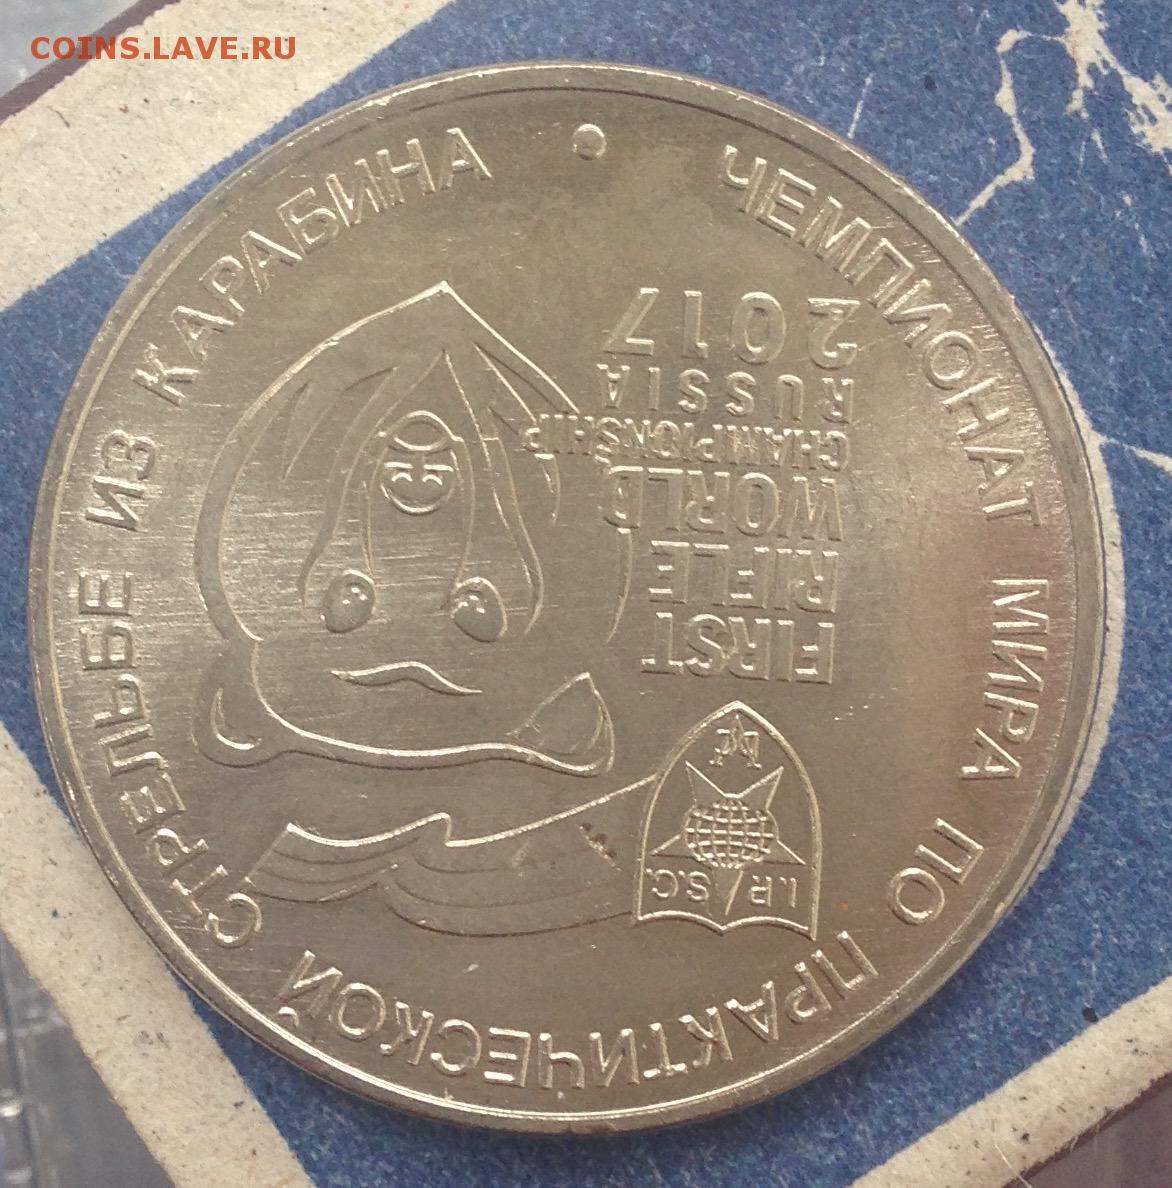 COINS.LAVE.RU
ЧЕМПИОНАТ МИРА ПО ПРАКТИЧЕСКОЙ СТРЕЛЬБЕ ИЗ КАРАБИНА
I.P. S.C.
FIRST
RIFLE
WORLD
CHAMPIONSHIP
RUSSIA
2017